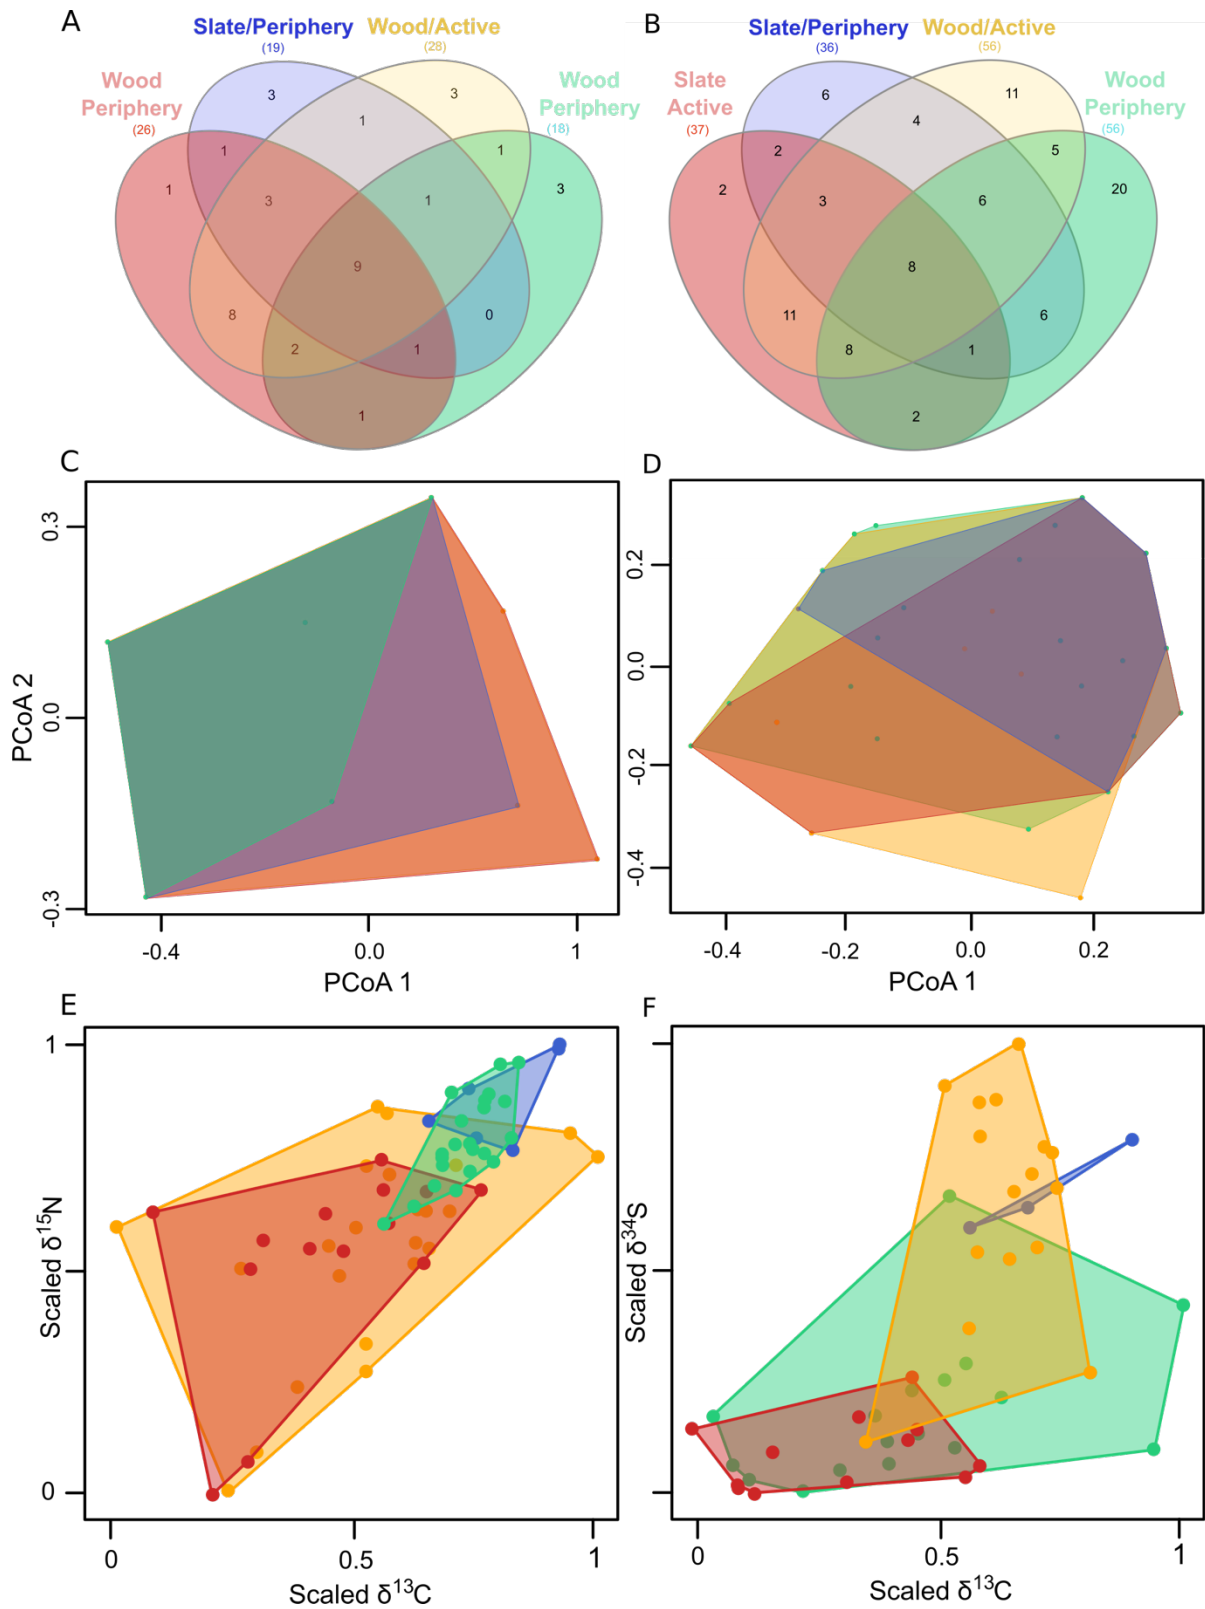 A
Slate/Periphery
(19)
Wood/Active
(28)
Wood
Periphery
(26)
Wood
Periphery
(18)
3
3
1
1
1
1
3
3
1
9
8
0
2
1
1
B
Slate/Periphery
(36)
Wood/Active
(56)
Slate
Active
(37)
Wood
Periphery
(56)
6
11
4
2
5
2
20
3
6
8
11
6
8
1
2
C
PCoA 2
0.3
0.0
-0.3
-0.4
0.0
1
PCoA 1
D
0.2
0.0
-0.2
-0.4
-0.4
-0.2
0.0
0.2
PCoA 1
E
Scaled δ¹⁵N
1
0
0
0.5
1
Scaled δ¹³C
F
Scaled δ³⁴S
0
0.5
1
Scaled δ¹³C